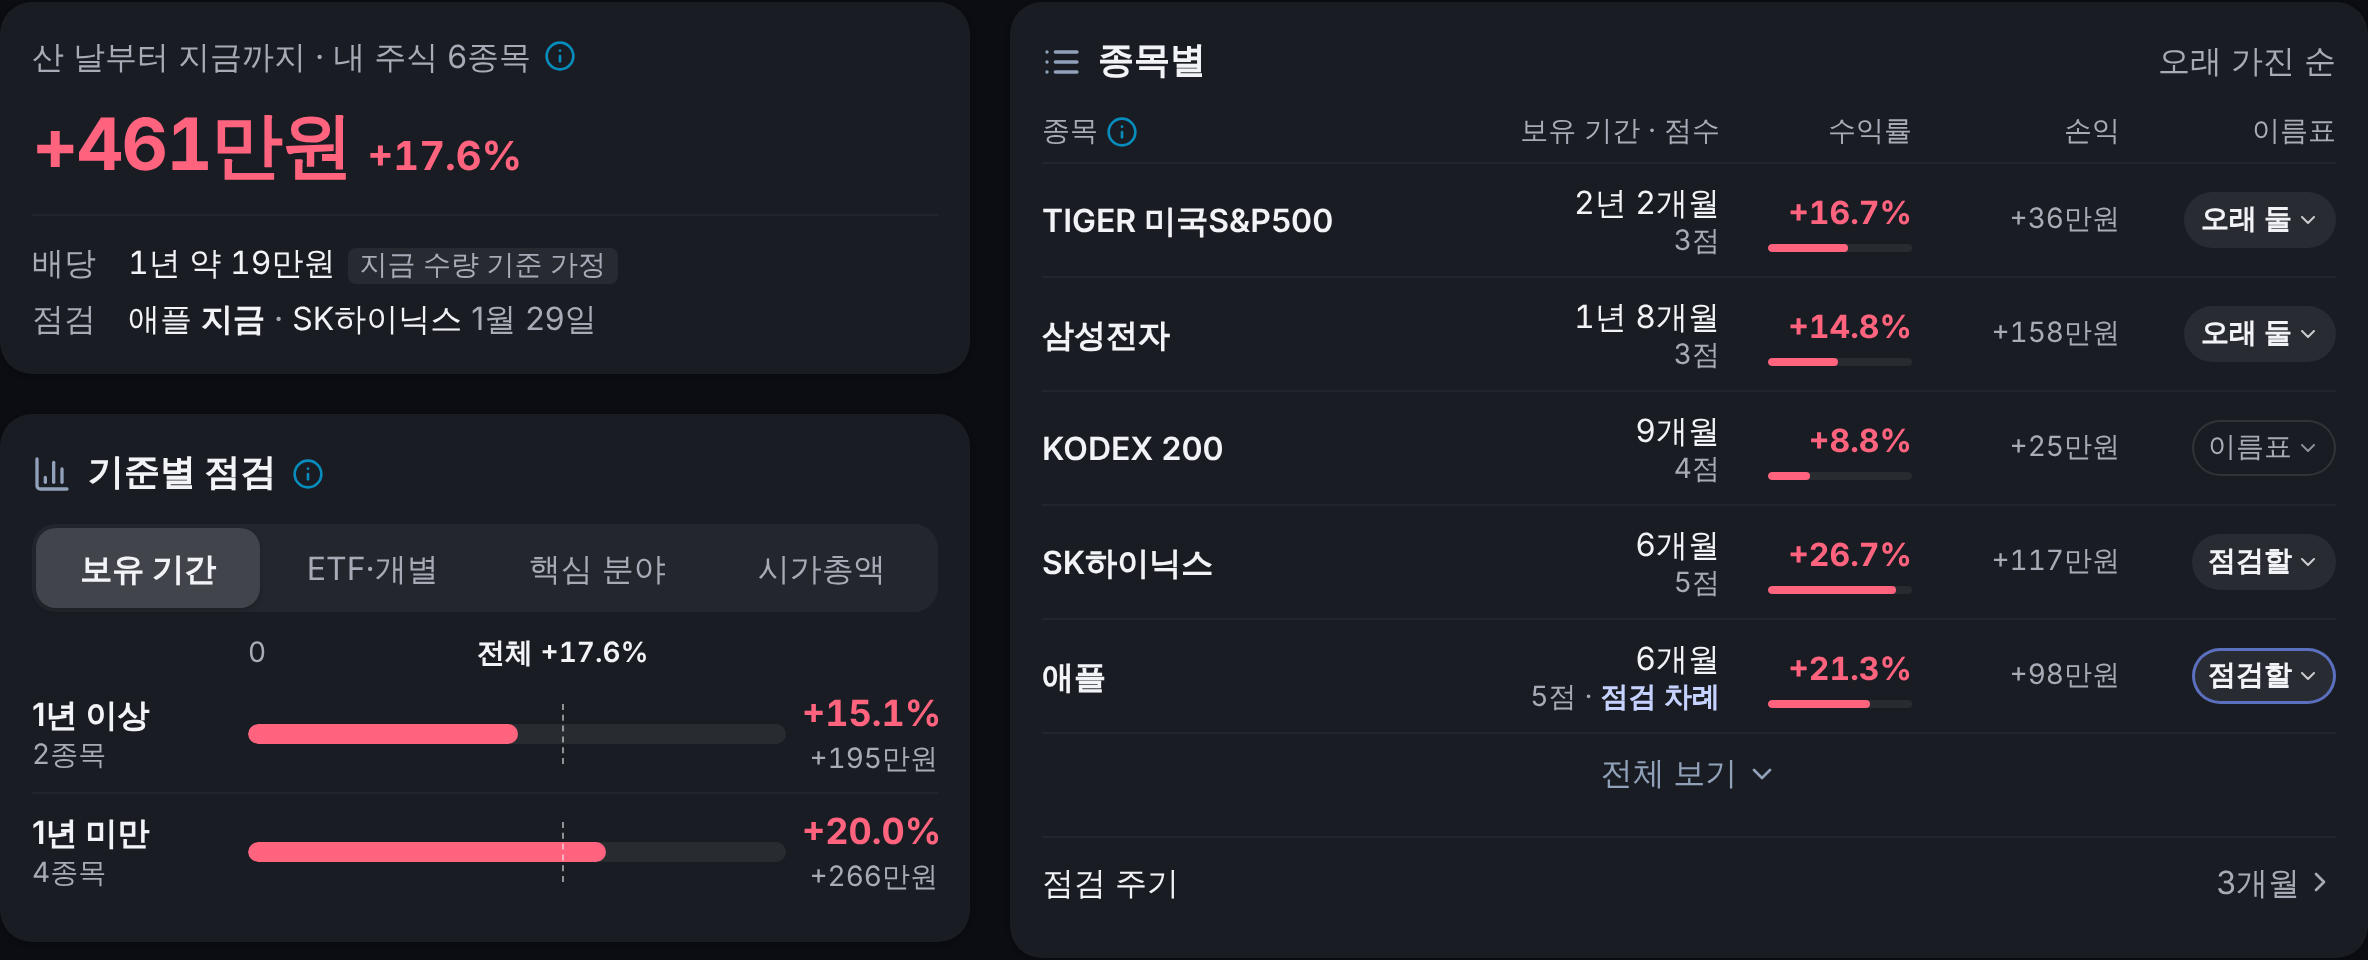 산 날부터 지금까지 · 내 주식 6종목
+461만원 +17.6%
배당 1년 약 19만원 지금 수량 기준 가정
점검 애플 지금 · SK하이닉스 1월 29일
기준별 점검
보유 기간 ETF·개별 핵심 분야 시가총액
0 전체 +17.6%
1년 이상 +15.1%
2종목 +195만원
1년 미만 +20.0%
4종목 +266만원
종목별 오래 가진 순
종목 보유 기간 · 점수 수익률 손익 이름표
TIGER 미국S&P500 2년 2개월 +16.7% +36만원 오래 둘
3점
삼성전자 1년 8개월 +14.8% +158만원 오래 둘
3점
KODEX 200 9개월 +8.8% +25만원 이름표
4점
SK하이닉스 6개월 +26.7% +117만원 점검할
5점
애플 6개월 +21.3% +98만원 점검할
5점 · 점검 차례
전체 보기
점검 주기 3개월